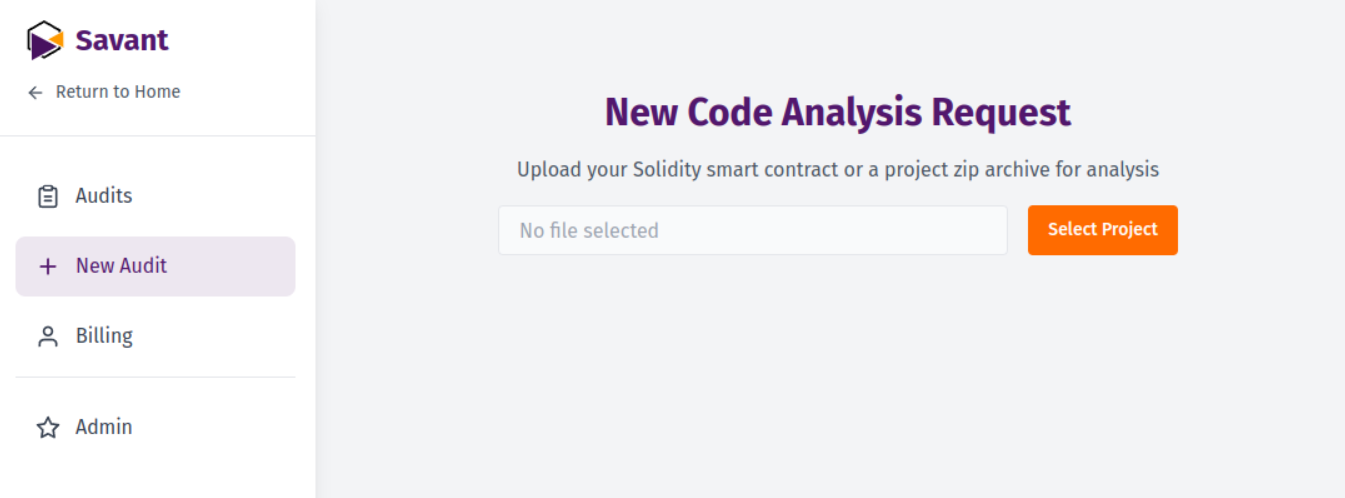 Savant
Return to Home
Audits
New Audit
Billing
Admin
New Code Analysis Request
Upload your Solidity smart contract or a project zip archive for analysis
No file selected
Select Project